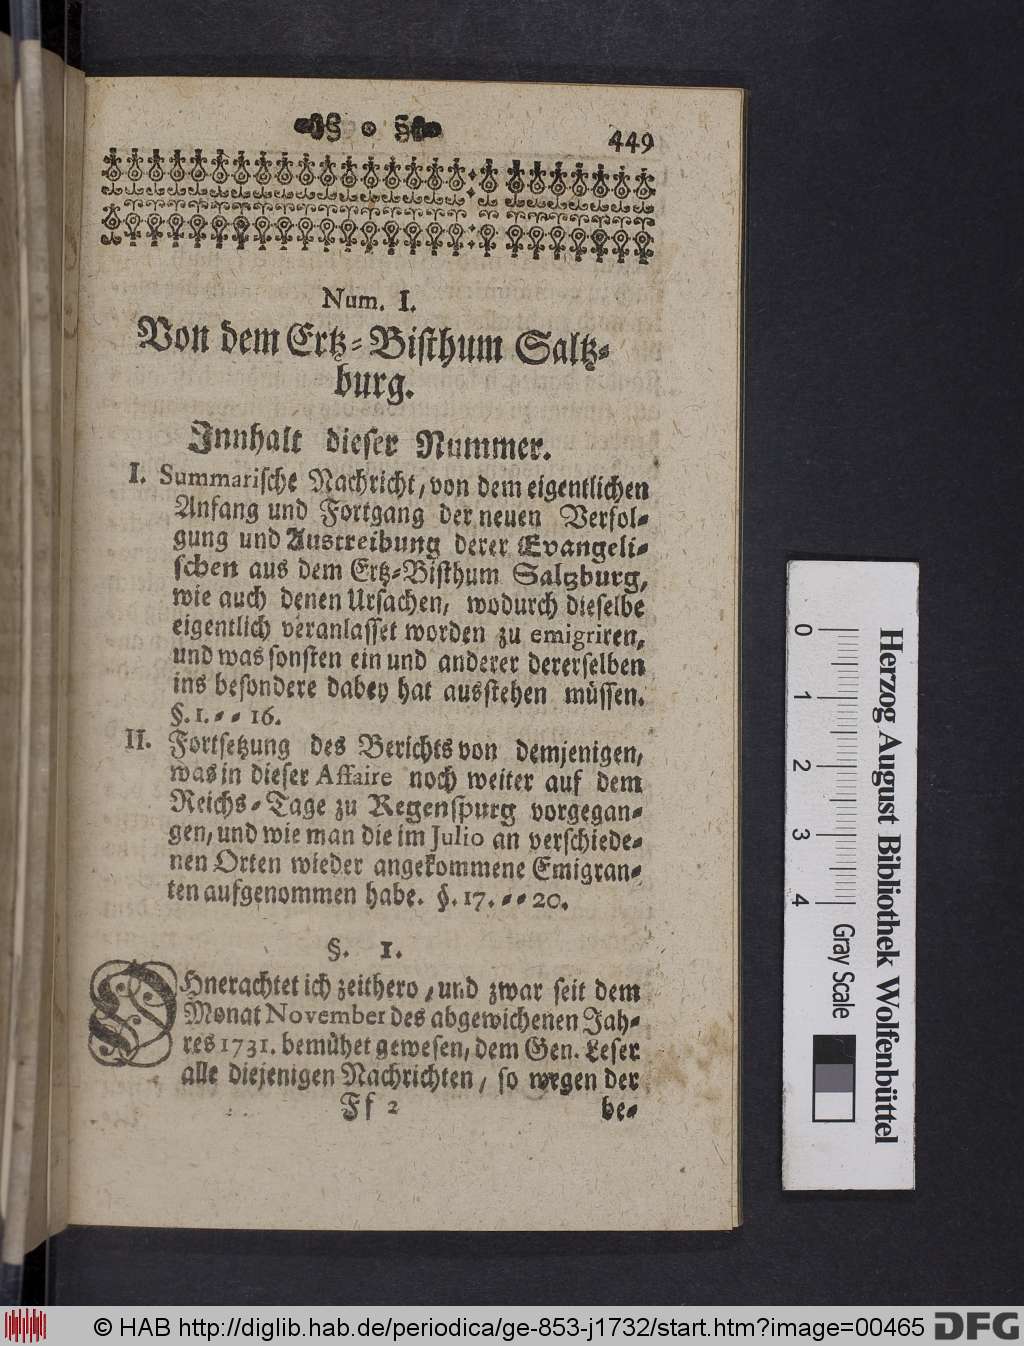 449
Num. I.
Von dem Ertz-Bisthum Saltz-
burg.
Innhalt dieser Nummer.
I. Summarische Nachricht, von dem eigentlichen
Anfang und Fortgang der neuen Verfol-
gung und Austreibung derer Evangeli-
schen aus dem Ertz-Bisthum Saltzburg,
wie auch denen Ursachen, wodurch dieselbe
eigentlich veranlasset worden zu emigriren,
und was sonsten ein und anderer dererselben
ins besondere dabey hat ausstehen müssen.
§. 1. -- 16.
II. Fortsetzung des Berichts von demjenigen,
was in dieser Affaire noch weiter auf dem
Reichs-Tage zu Regenspurg vorgegan-
gen, und wie man die im Julio an verschiede-
nen Orten wieder angekommene Emigran-
ten aufgenommen habe. §. 17. -- 20.
§. 1.
Ohnerachtet ich zeithero, und zwar seit dem
Monat November des abgewichenen Jah-
res 1731. bemühet gewesen, dem Gen. Leser
alle diejenigen Nachrichten, so wegen der
Ff 2 be-
0 1 2 3 4 Gray Scale
Herzog August Bibliothek Wolfenbüttel
© HAB http://diglib.hab.de/periodica/ge-853-j1732/start.htm?image=00465 DFG